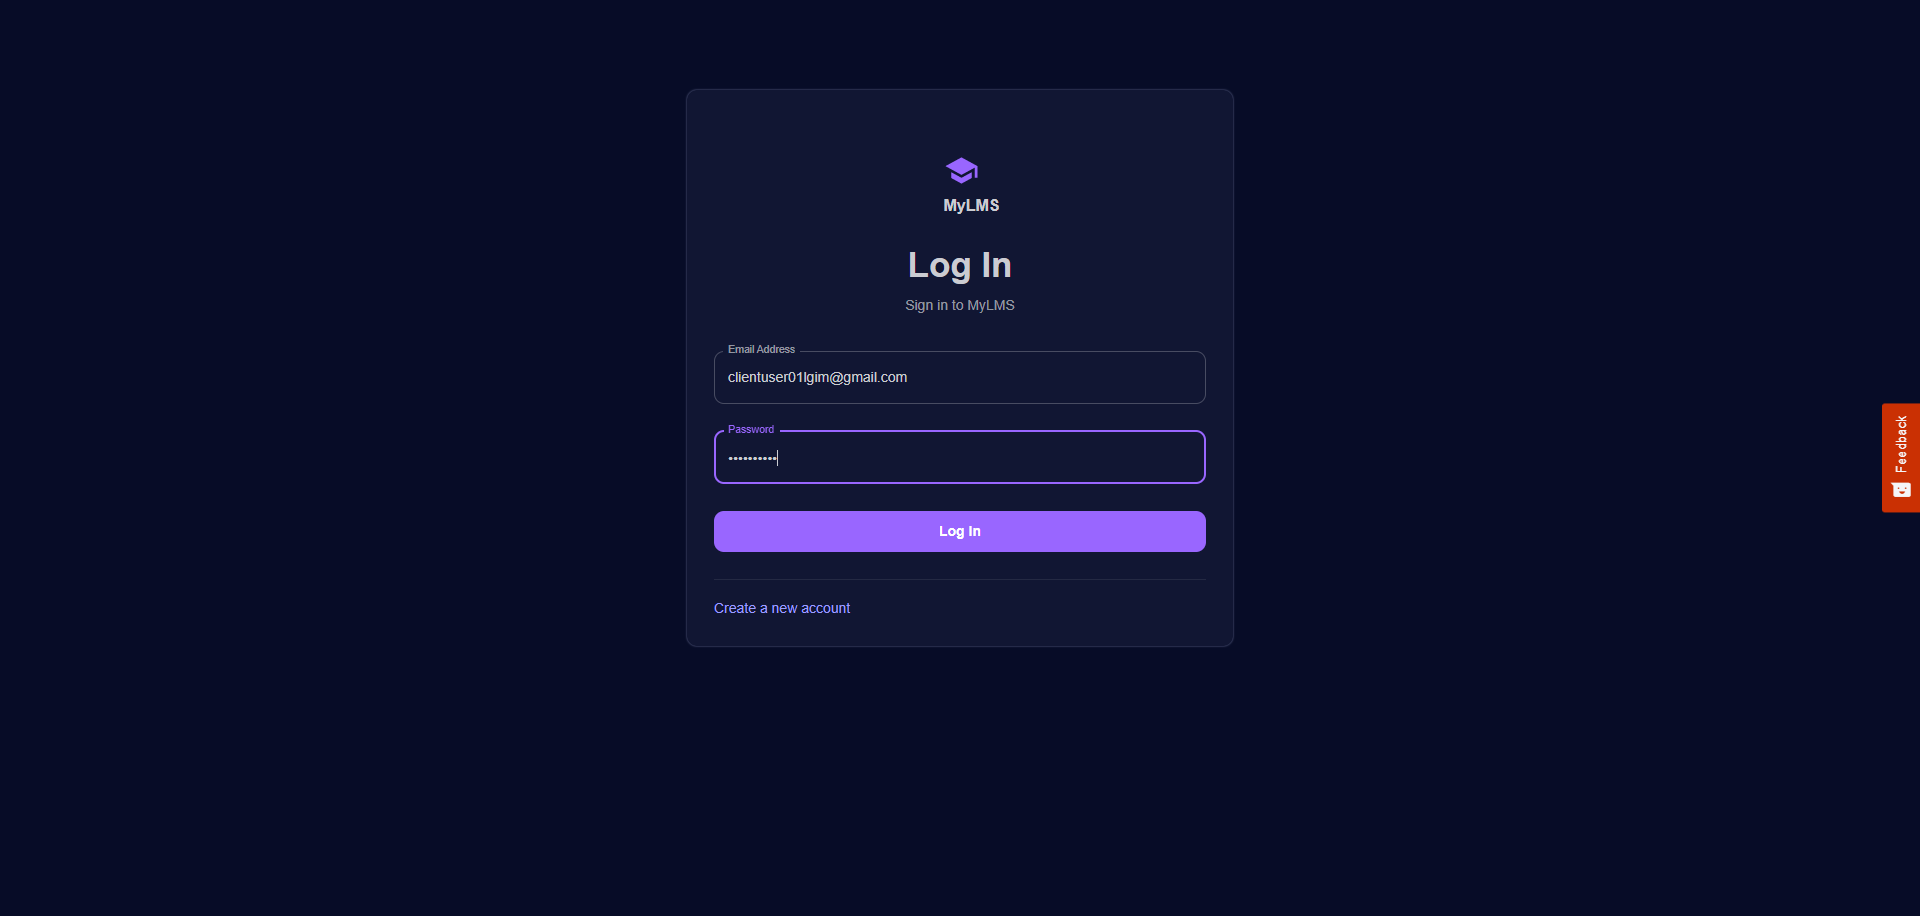 MyLMS
Log In
Sign in to MyLMS
Email Address
clientuser01lgim@gmail.com
Password
••••••••••
Log In
Create a new account
Feedback